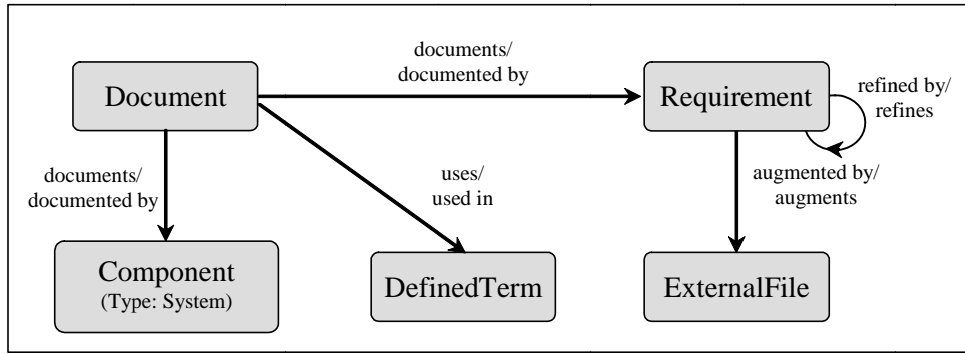 documents/
documented by
Document
Requirement
refined by/
refines
documents/
documented by
uses/
used in
augmented by/
augments
Component
(Type: System)
DefinedTerm
ExternalFile